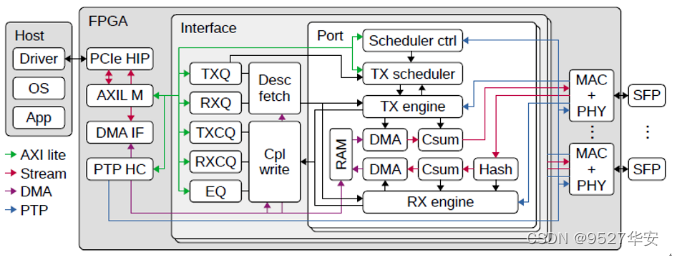 FPGA
Host
Driver
OS
App
AXI lite
Stream
DMA
PTP
PCIe HIP
AXIL M
DMA IF
PTP HC
Interface
TXQ
RXQ
TXCQ
RXCQ
EQ
Desc
fetch
Cpl
write
Port
Scheduler ctrl
TX scheduler
TX engine
RAM
DMA
Csum
DMA
Csum
Hash
RX engine
MAC
+
PHY
SFP
MAC
+
PHY
SFP
CSDN @9527华安